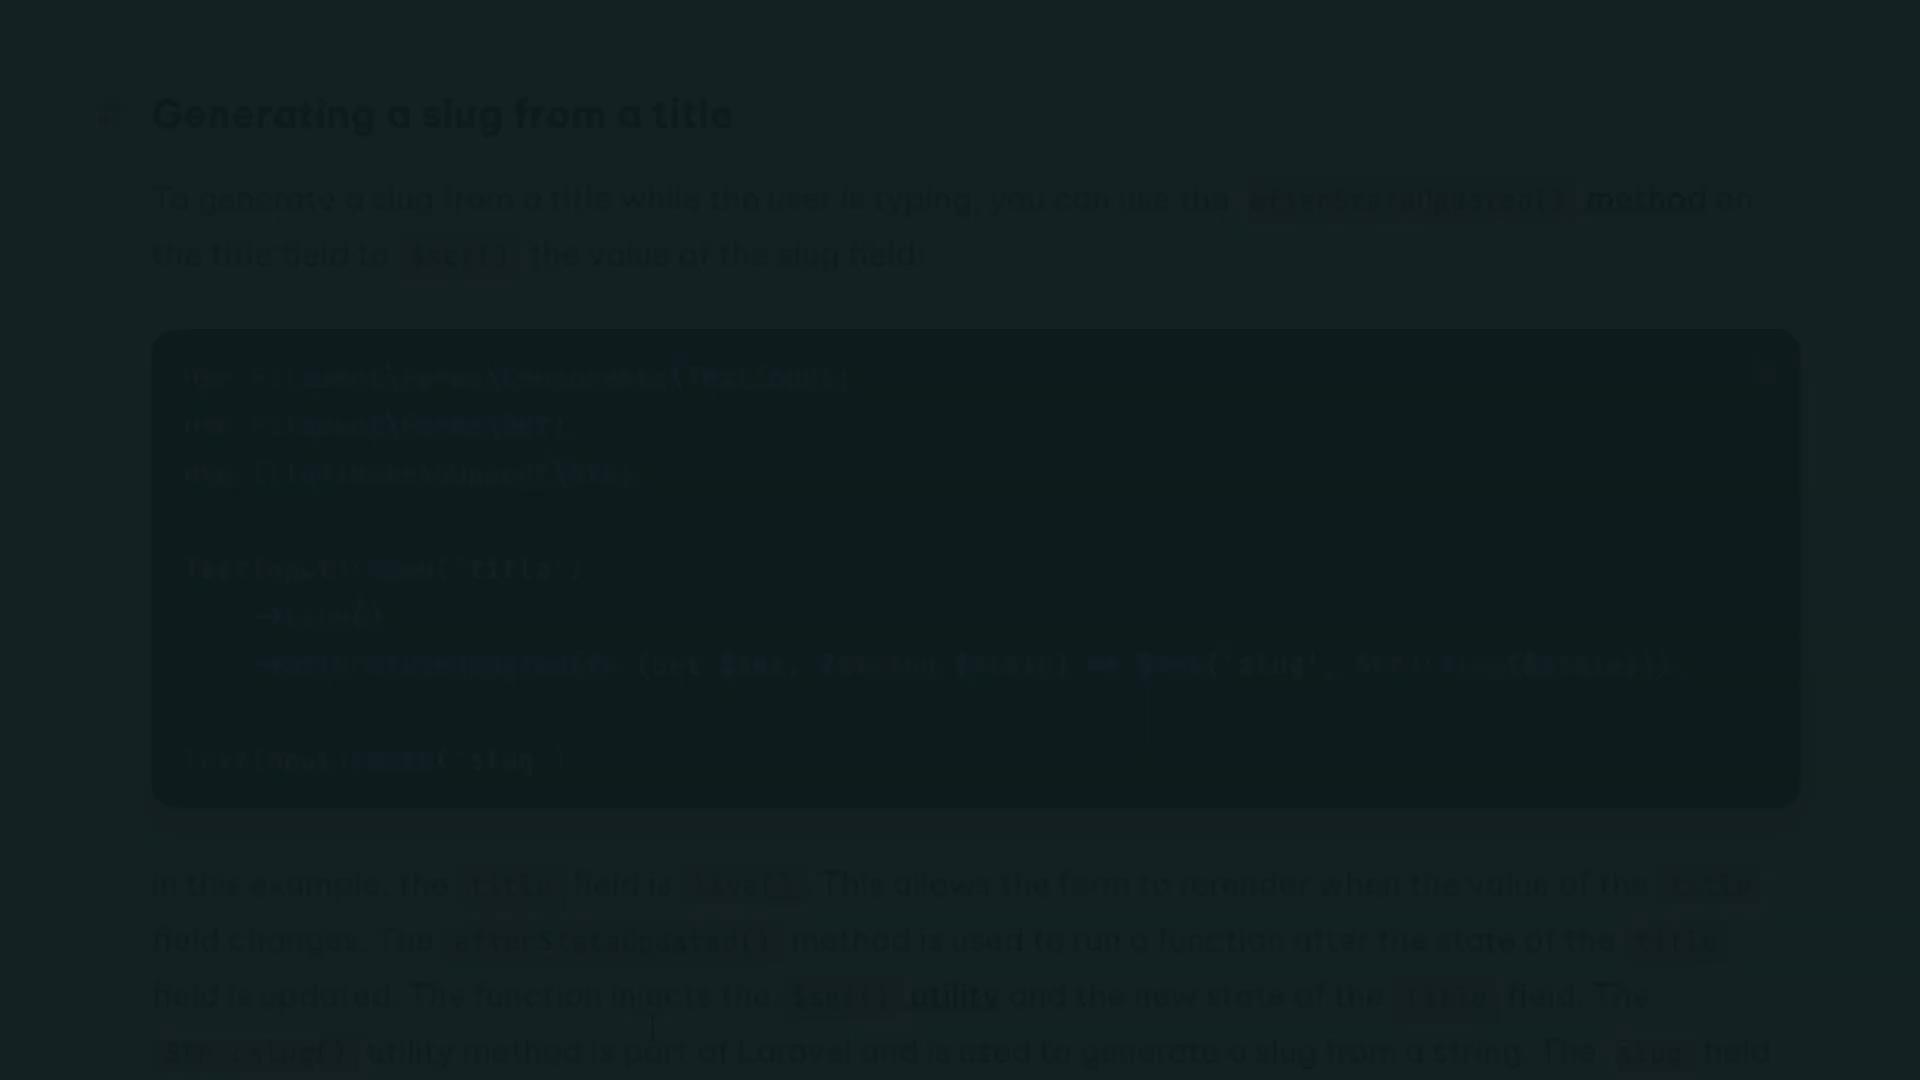 # Generating a slug from a title
To generate a slug from a title while the user is typing, you can use the afterStateUpdated() method on
the title field to $set() the value of the slug field:
use Filament\Forms\Components\TextInput;
use Filament\Forms\Set;
use Illuminate\Support\Str;
TextInput::make('title')
->live()
->afterStateUpdated(fn (Set $set, ?string $state) => $set('slug', Str::slug($state)))
TextInput::make('slug')
In this example, the title field is live(). This allows the form to rerender when the value of the title
field changes. The afterStateUpdated() method is used to run a function after the state of the title
field is updated. The function injects the $set() utility and the new state of the title field. The
Str::slug() utility method is part of Laravel and is used to generate a slug from a string. The slug field